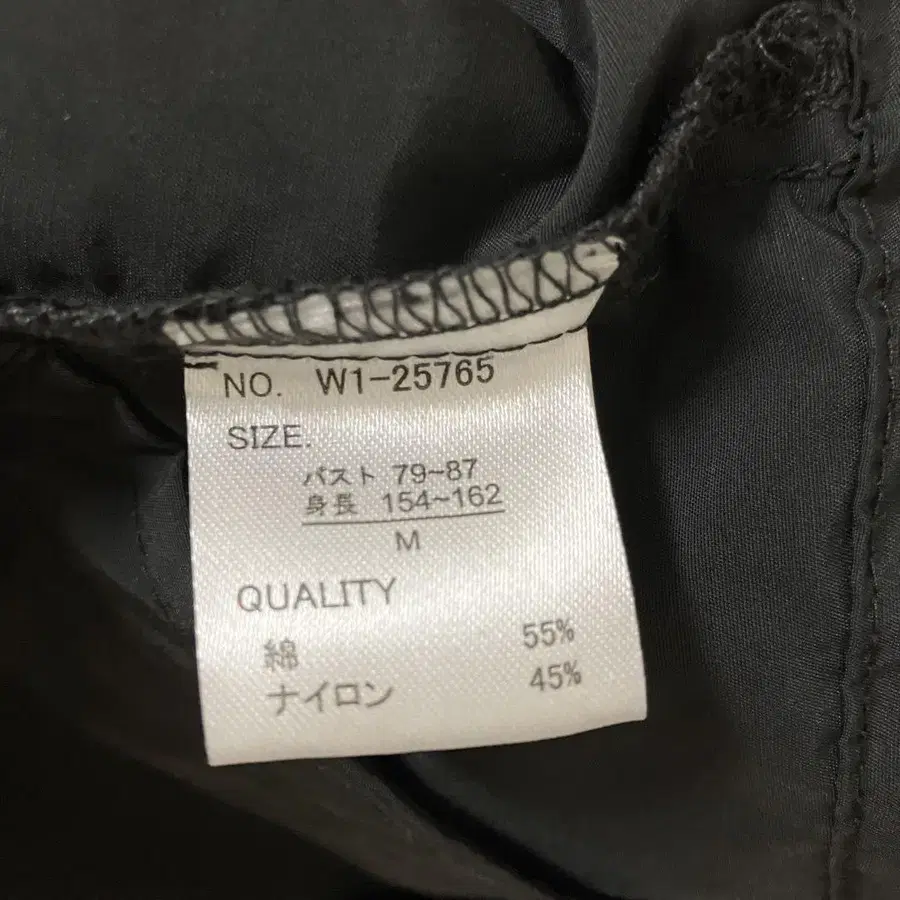 NO. W1-25765
SIZE.
バスト 79~87
身長 154~162
M
QUALITY
綿 55%
ナイロン 45%